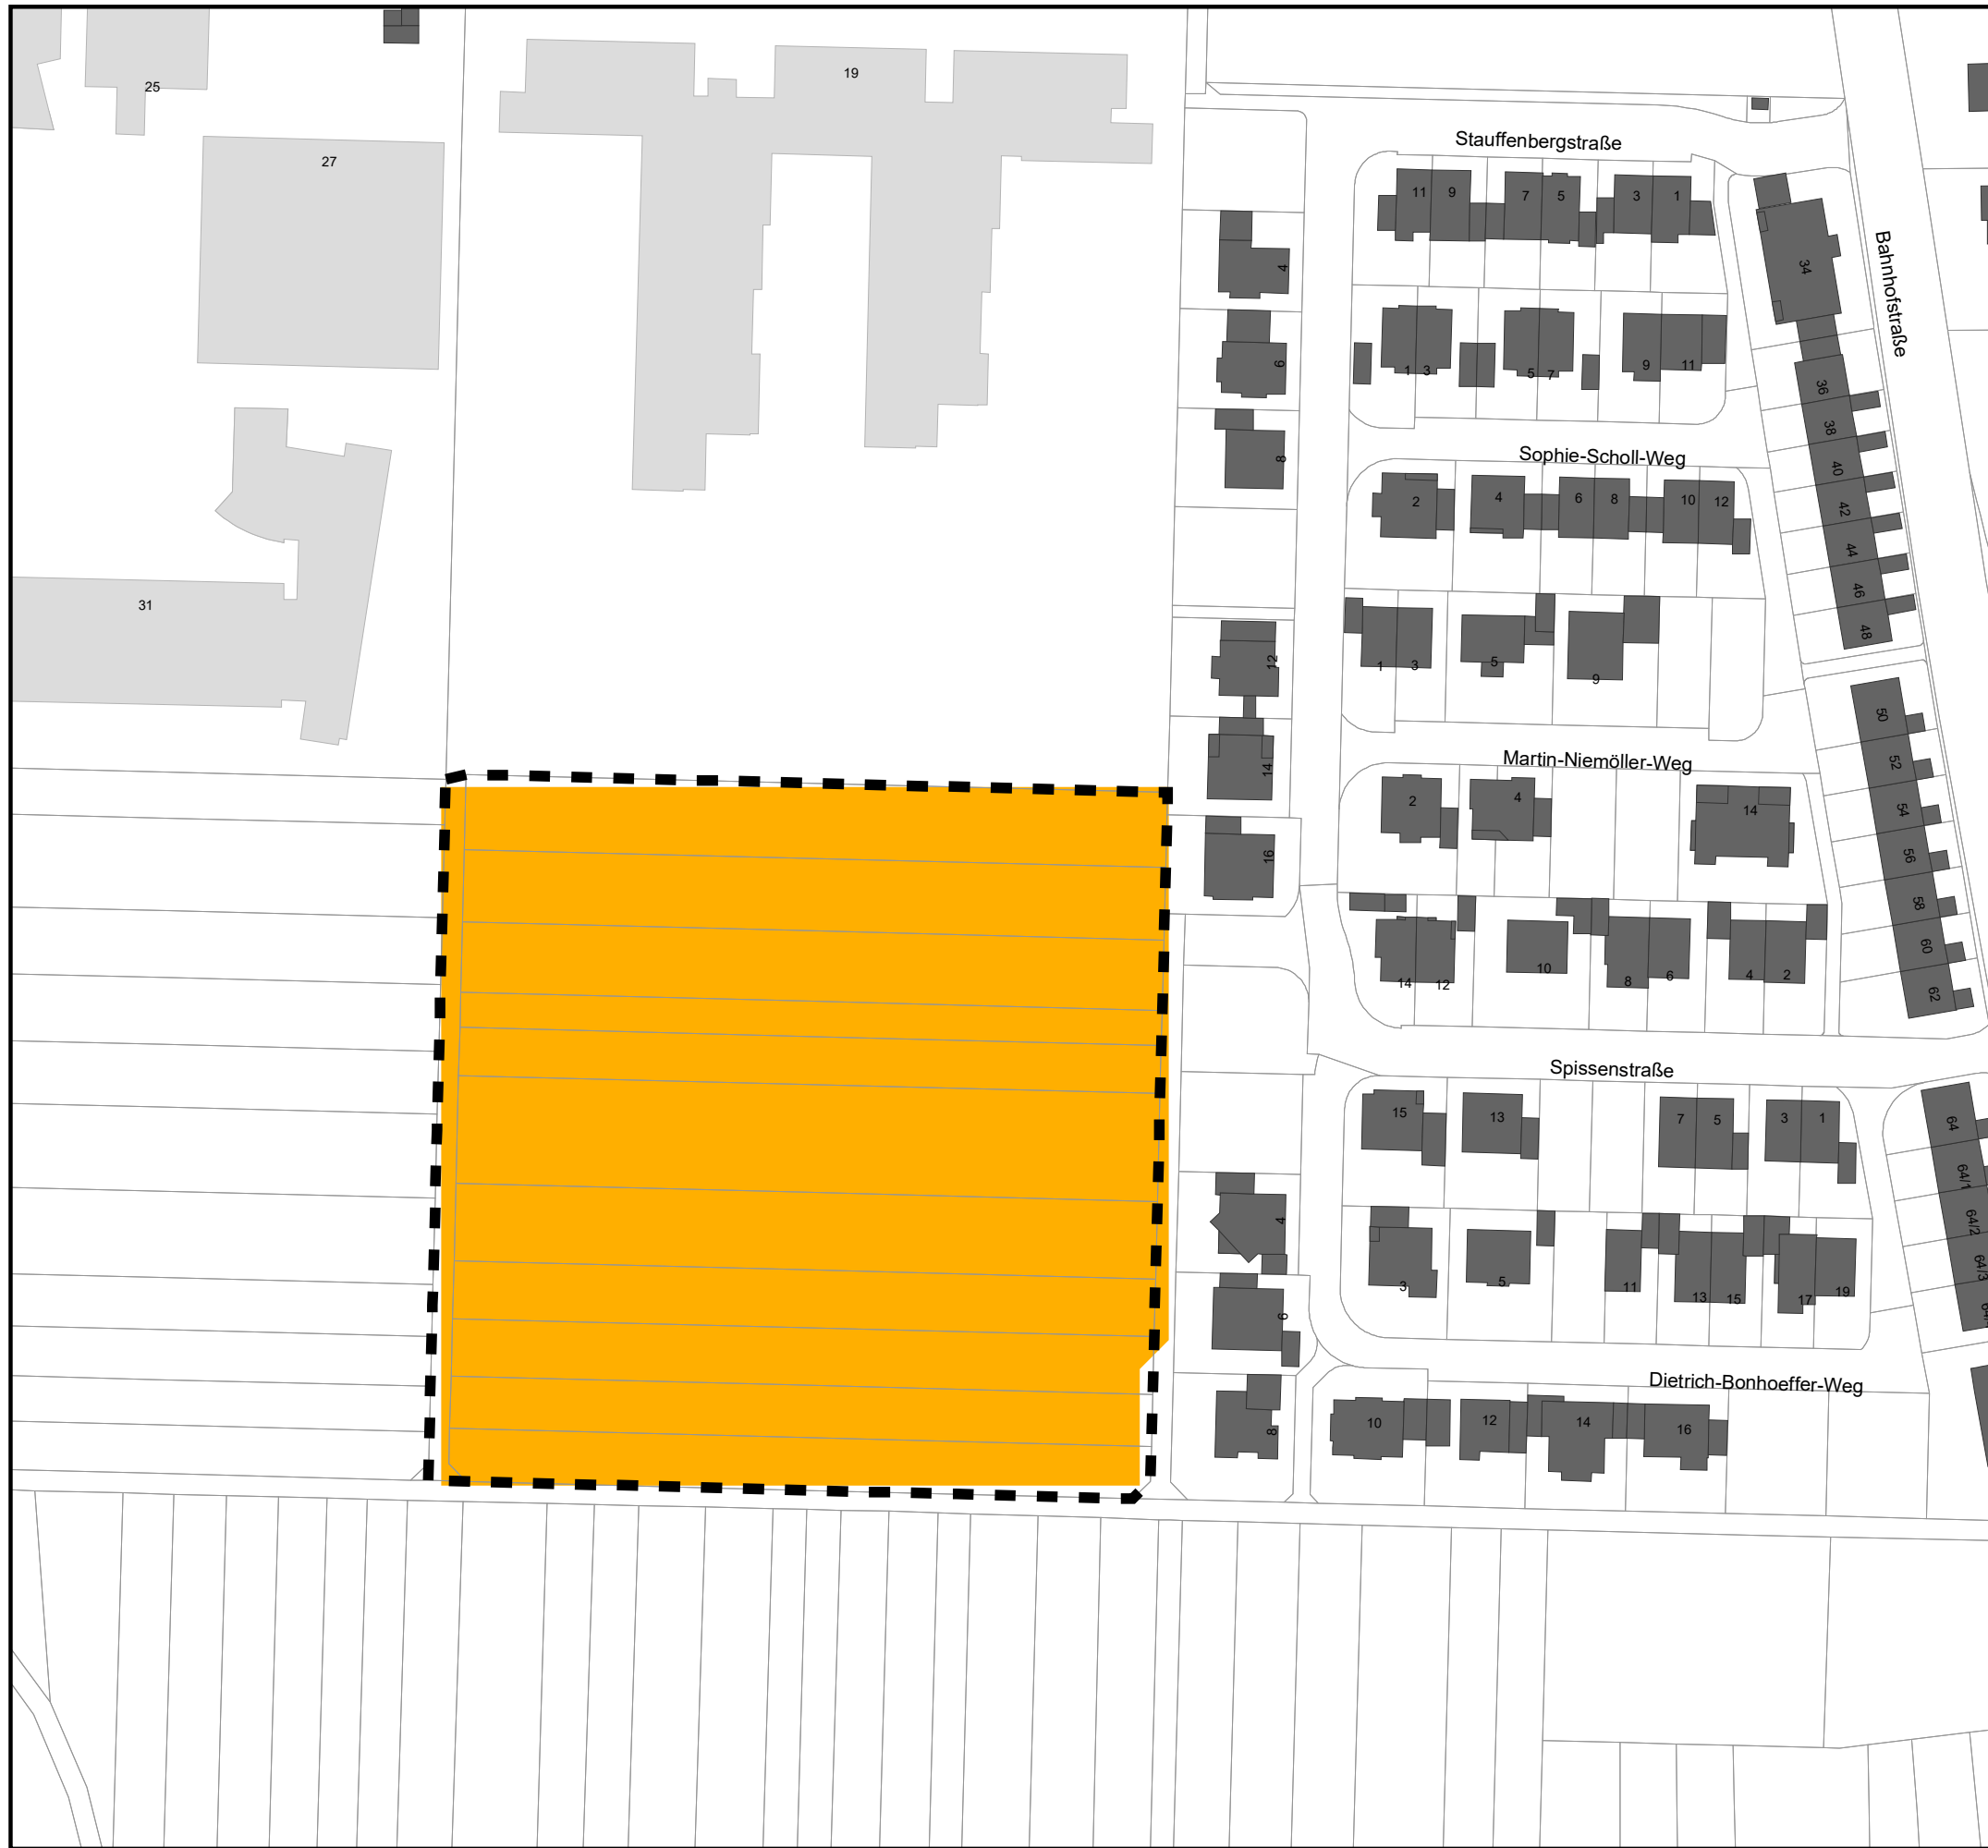 25
19
27
31
Stauffenbergstraße
11 9 7 5 3 1
4
34
Bahnhofstraße
6
1 3 5 7 9 11
36
38
8
Sophie-Scholl-Weg
40
2 4 6 8 10 12
42
44
46
48
12
1 3 5 9
50
14
Martin-Niemöller-Weg
52
2 4 14
54
16
56
58
60
14 12 10 8 6 4 2
62
Spissenstraße
15 13 7 5 3 1
64
64/1
4
64/2
64/3
3 5 11 13 15 17 19
6
Dietrich-Bonhoeffer-Weg
8
10 12 14 16